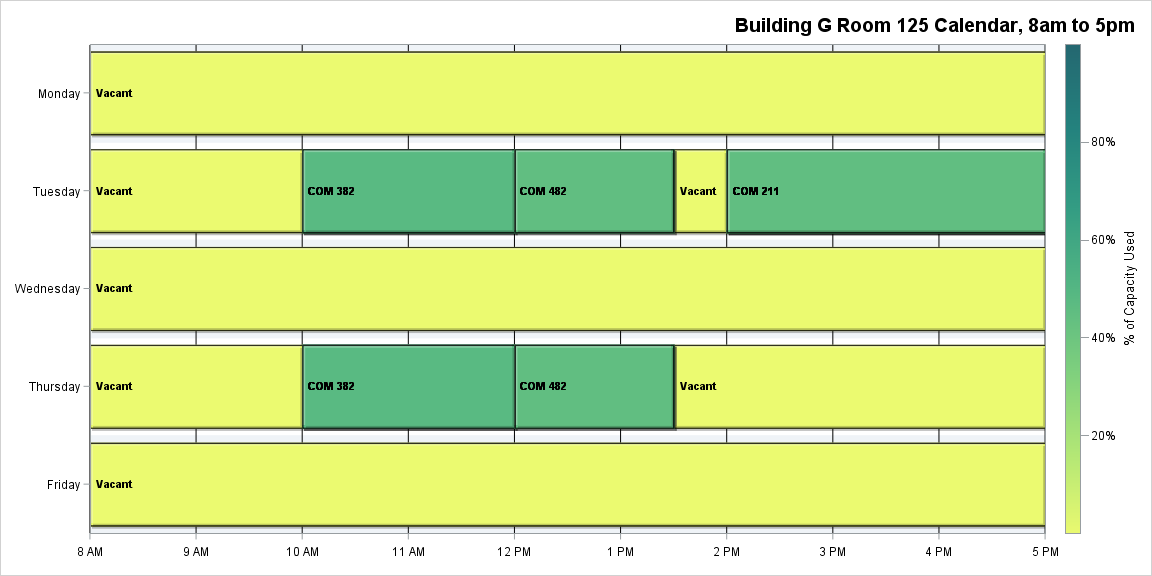 Building G Room 125 Calendar, 8am to 5pm
Monday
Vacant
80%
Tuesday
Vacant
COM 382
COM 482
Vacant
COM 211
60%
% of Capacity Used
Wednesday
Vacant
40%
Thursday
Vacant
COM 382
COM 482
Vacant
20%
Friday
Vacant
8 AM
9 AM
10 AM
11 AM
12 PM
1 PM
2 PM
3 PM
4 PM
5 PM